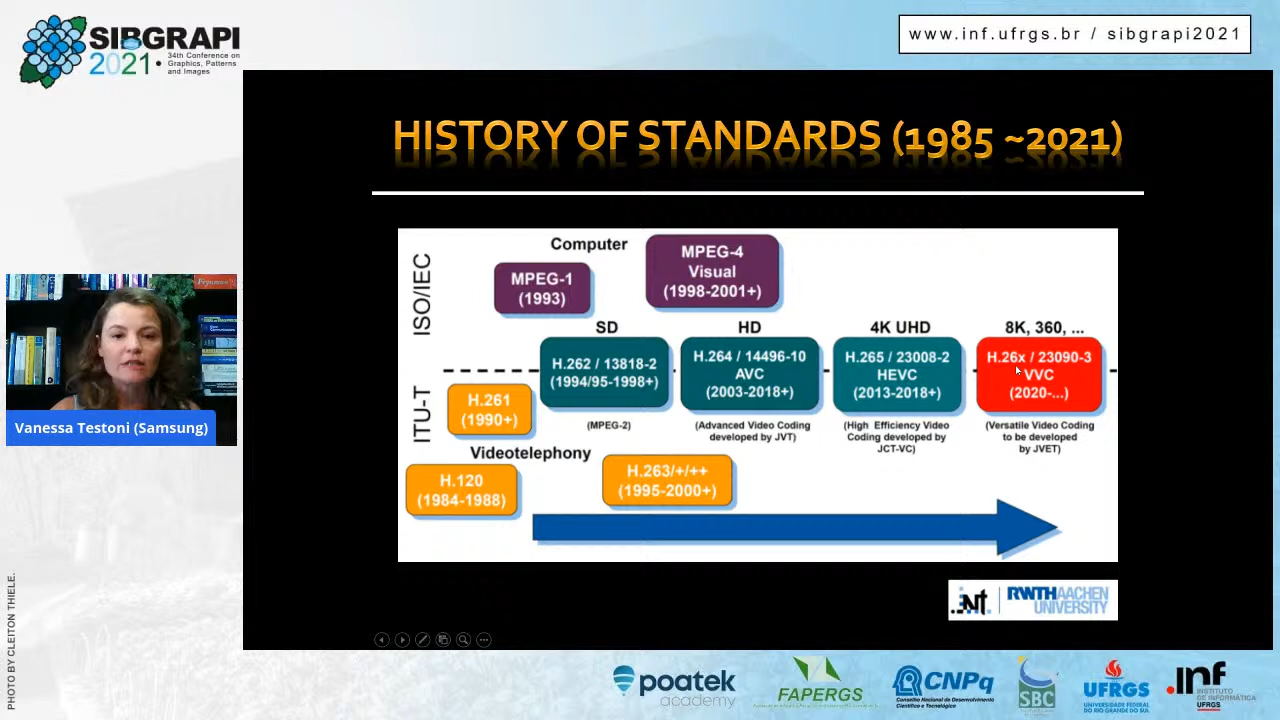 SIBGRAPI
2021
34th Conference on
Graphics, Patterns
and Images
www.inf.ufrgs.br / sibgrapi2021
HISTORY OF STANDARDS (1985 ~2021)
ISO/IEC
Computer
MPEG-1
(1993)
MPEG-4
Visual
(1998-2001+)
SD
HD
4K UHD
8K, 360, ...
H.262 / 13818-2
(1994/95-1998+)
(MPEG-2)
H.264 / 14496-10
AVC
(2003-2018+)
(Advanced Video Coding
developed by JVT)
H.265 / 23008-2
HEVC
(2013-2018+)
(High Efficiency Video
Coding developed by
JCT-VC)
H.26x / 23090-3
VVC
(2020-...)
(Versatile Video Coding
to be developed
by JVET)
ITU-T
H.261
(1990+)
Videotelephony
H.120
(1984-1988)
H.263/+/++
(1995-2000+)
RWTH AACHEN
UNIVERSITY
Feynman
Vanessa Testoni (Samsung)
PHOTO BY CLEITON THIELE.
poatek
academy
FAPERGS
CNPq
Conselho Nacional de Desenvolvimento
Científico e Tecnológico
SBC
UFRGS
UNIVERSIDADE FEDERAL
DO RIO GRANDE DO SUL
inf
INSTITUTO
DE INFORMÁTICA
UFRGS